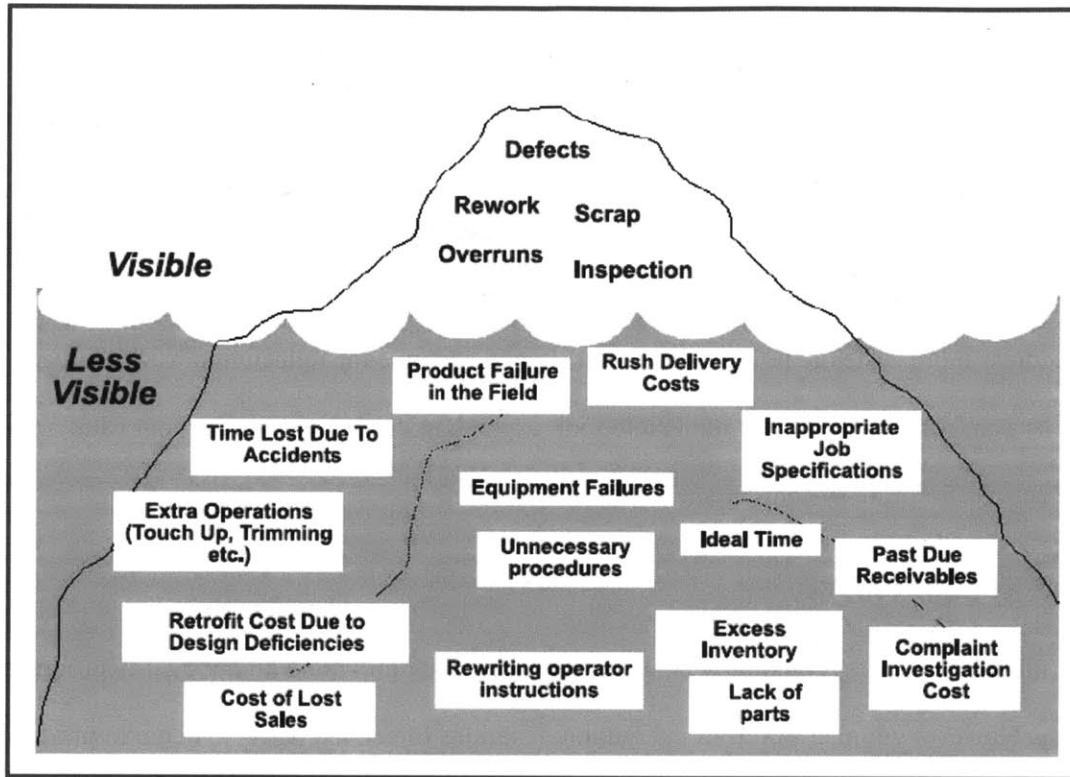 Defects
Rework
Scrap
Overruns
Inspection
Visible
Less
Visible
Product Failure
in the Field
Rush Delivery
Costs
Time Lost Due To
Accidents
Inappropriate
Job
Specifications
Equipment Failures
Extra Operations
(Touch Up, Trimming
etc.)
Unnecessary
procedures
Ideal Time
Past Due
Receivables
Retrofit Cost Due to
Design Deficiencies
Excess
Inventory
Complaint
Investigation
Cost
Rewriting operator
instructions
Cost of Lost
Sales
Lack of
parts